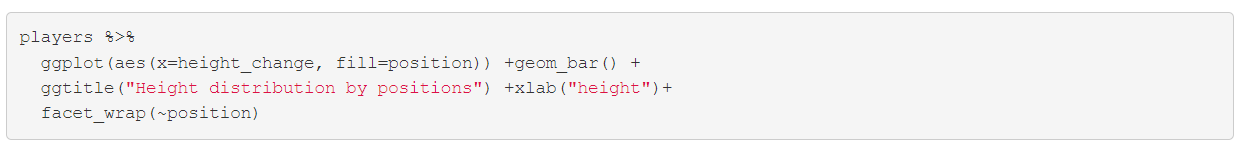 players %>%
  ggplot(aes(x=height_change, fill=position)) +geom_bar() +
  ggtitle("Height distribution by positions") +xlab("height")+
  facet_wrap(~position)